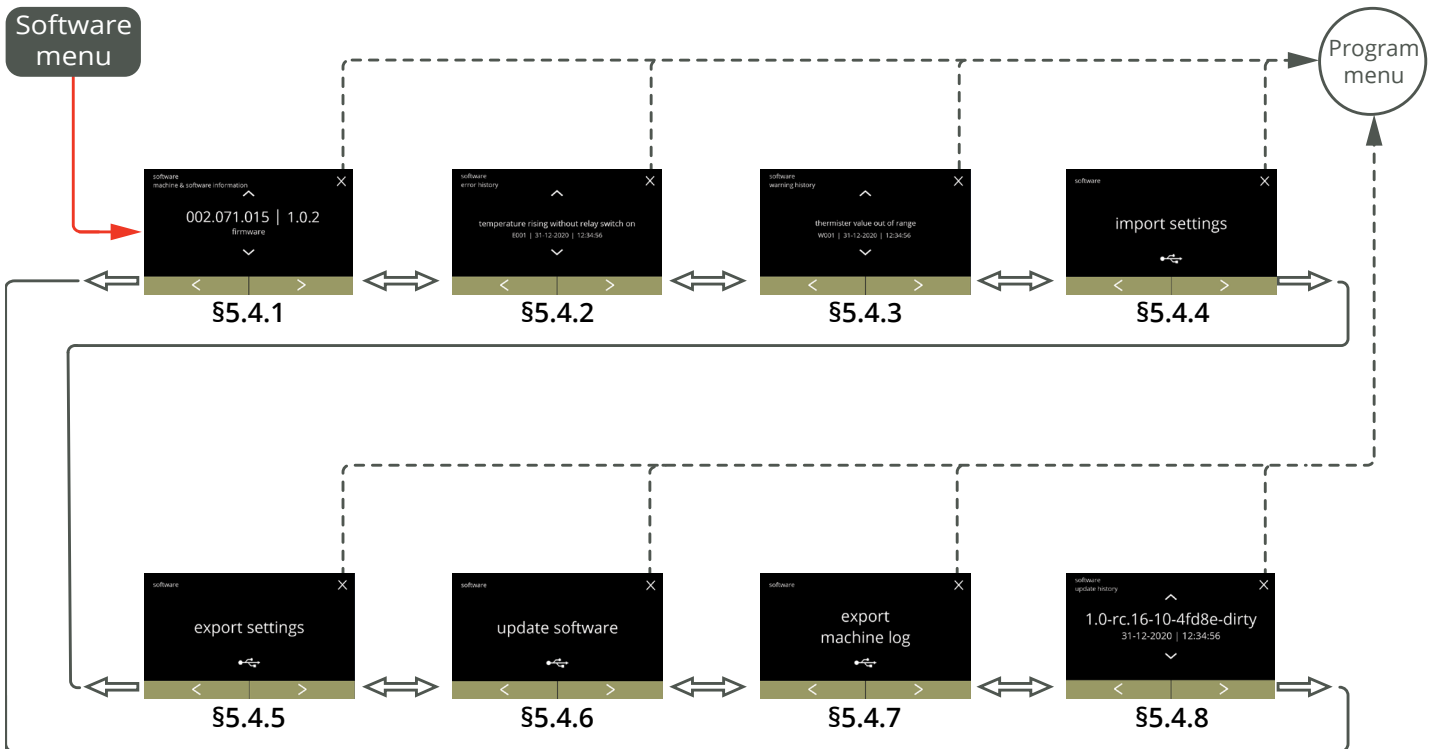 Software
menu
Program
menu
software
machine & software information
002.071.015 | 1.0.2
firmware
< >
§5.4.1
software
error history
temperature rising without relay switch on
E001 | 31-12-2020 | 12:34:56
< >
§5.4.2
software
warning history
thermister value out of range
W001 | 31-12-2020 | 12:34:56
< >
§5.4.3
software
import settings
< >
§5.4.4
software
export settings
< >
§5.4.5
software
update software
< >
§5.4.6
software
export
machine log
< >
§5.4.7
software
update history
1.0-rc.16-10-4fd8e-dirty
31-12-2020 | 12:34:56
< >
§5.4.8